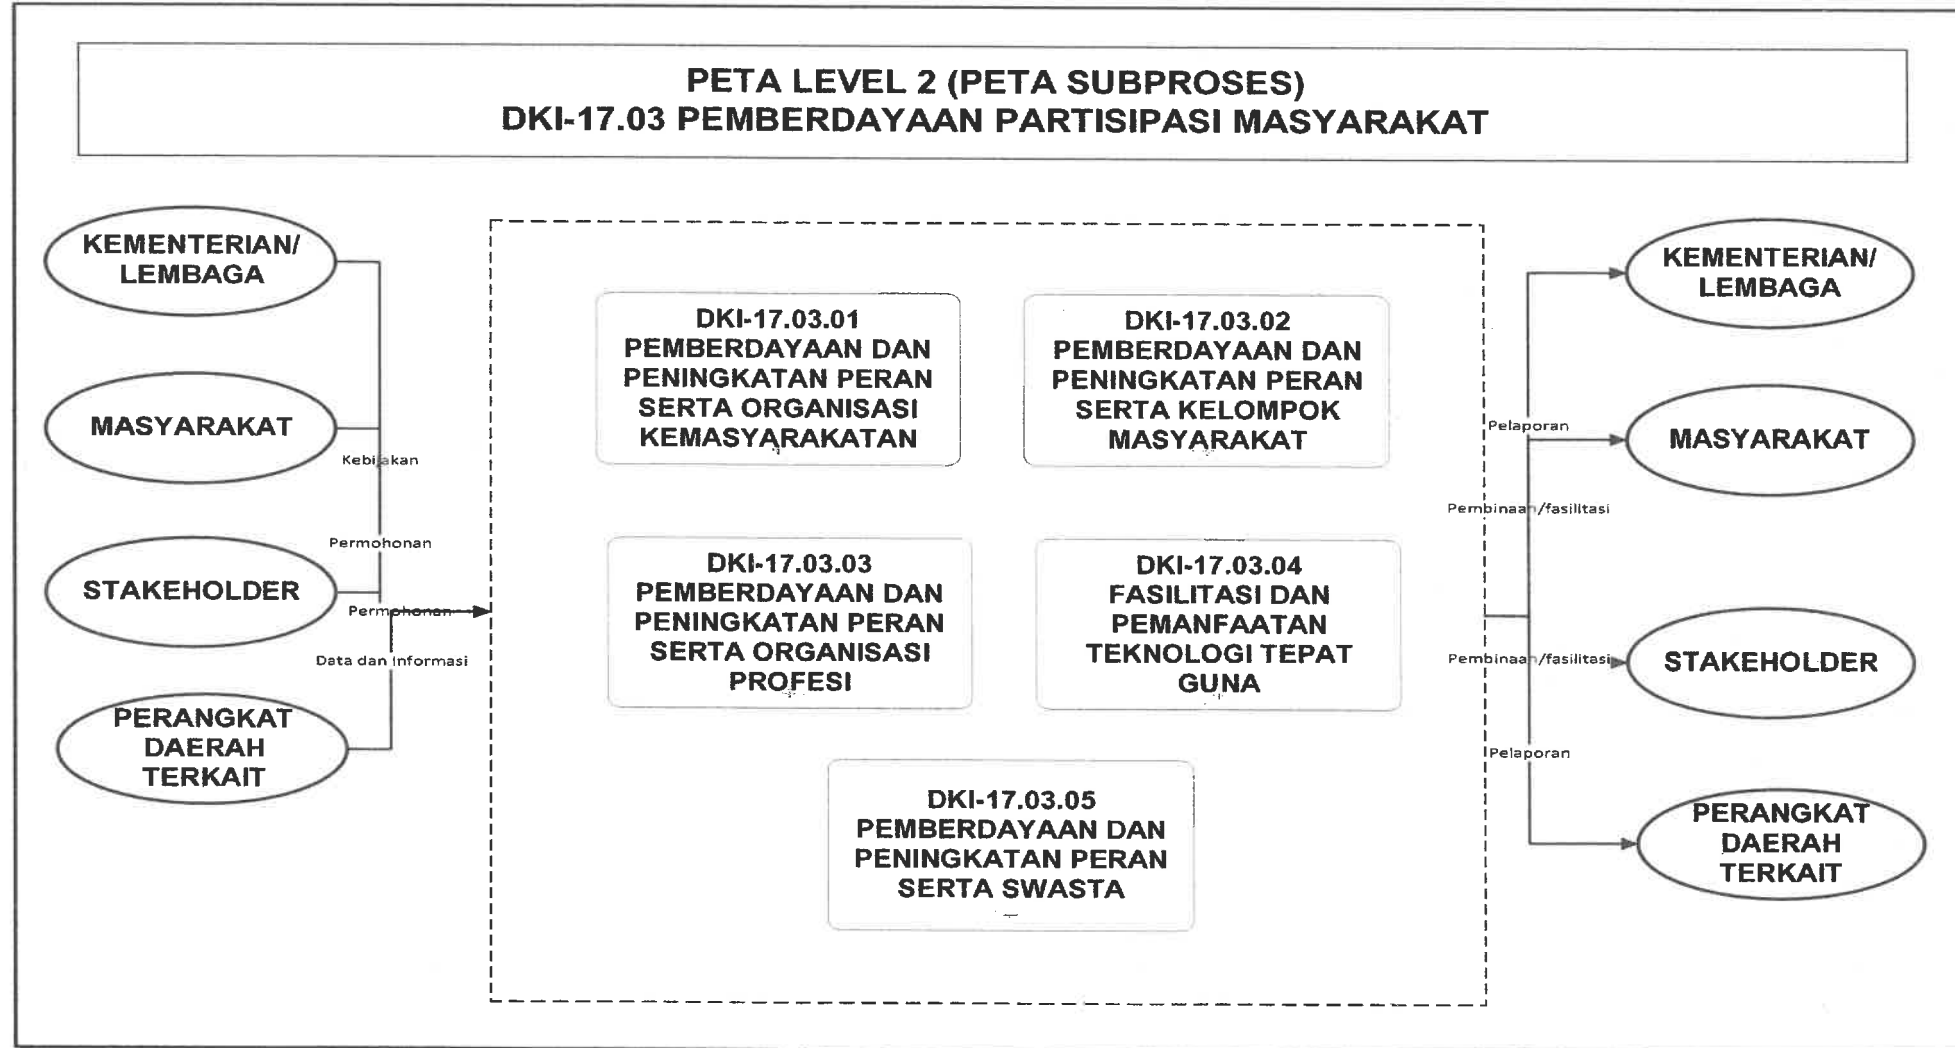 PETA LEVEL 2 (PETA SUBPROSES)
DKI-17.03 PEMBERDAYAAN PARTISIPASI MASYARAKAT
KEMENTERIAN/
LEMBAGA
MASYARAKAT
STAKEHOLDER
PERANGKAT
DAERAH
TERKAIT
Kebijakan
Permohonan
Permohonan
Data dan Informasi
DKI-17.03.01
PEMBERDAYAAN DAN
PENINGKATAN PERAN
SERTA ORGANISASI
KEMASYARAKATAN
DKI-17.03.02
PEMBERDAYAAN DAN
PENINGKATAN PERAN
SERTA KELOMPOK
MASYARAKAT
DKI-17.03.03
PEMBERDAYAAN DAN
PENINGKATAN PERAN
SERTA ORGANISASI
PROFESI
DKI-17.03.04
FASILITASI DAN
PEMANFAATAN
TEKNOLOGI TEPAT
GUNA
DKI-17.03.05
PEMBERDAYAAN DAN
PENINGKATAN PERAN
SERTA SWASTA
Pelaporan
Pembinaan/fasilitasi
Pembinaan/fasilitasi
Pelaporan
KEMENTERIAN/
LEMBAGA
MASYARAKAT
STAKEHOLDER
PERANGKAT
DAERAH
TERKAIT